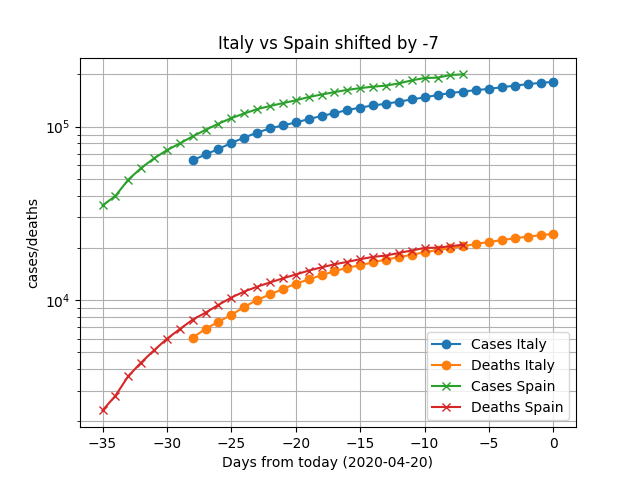 Italy vs Spain shifted by -7
cases/deaths
10^5
10^4
Cases Italy
Deaths Italy
Cases Spain
Deaths Spain
−35 −30 −25 −20 −15 −10 −5 0
Days from today (2020-04-20)